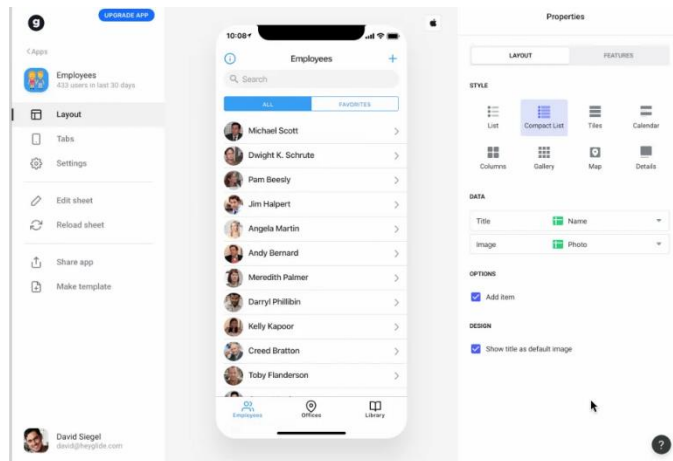 g
UPGRADE APP
< Apps
Employees
433 users in last 30 days
Layout
Tabs
Settings
Edit sheet
Reload sheet
Share app
Make template
David Siegel
david@heyglide.com
10:08
Employees
Search
ALL
FAVORITES
Michael Scott
Dwight K. Schrute
Pam Beesly
Jim Halpert
Angela Martin
Andy Bernard
Meredith Palmer
Darryl Phillibin
Kelly Kapoor
Creed Bratton
Toby Flanderson
Employees
Offices
Library
Properties
LAYOUT
FEATURES
STYLE
List
Compact List
Tiles
Calendar
Columns
Gallery
Map
Details
DATA
Title
Name
Image
Photo
OPTIONS
Add item
DESIGN
Show title as default image
?